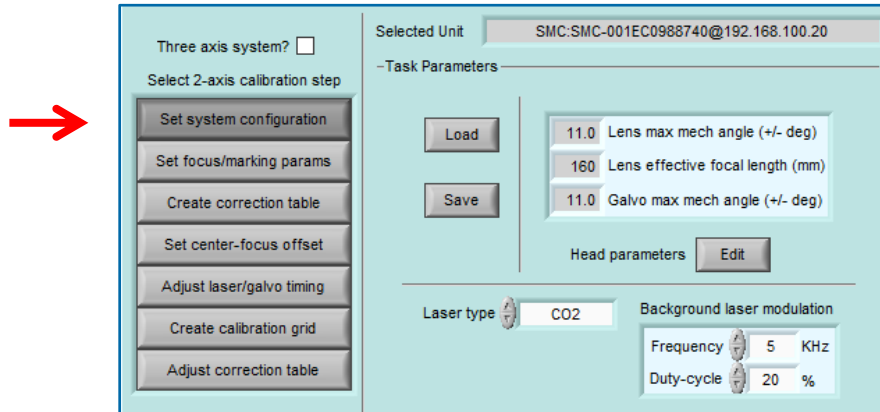 Three axis system?
Select 2-axis calibration step
Set system configuration
Set focus/marking params
Create correction table
Set center-focus offset
Adjust laser/galvo timing
Create calibration grid
Adjust correction table
Selected Unit SMC:SMC-001EC0988740@192.168.100.20
Task Parameters
Load
Save
11.0 Lens max mech angle (+/- deg)
160 Lens effective focal length (mm)
11.0 Galvo max mech angle (+/- deg)
Head parameters Edit
Laser type CO2
Background laser modulation
Frequency 5 KHz
Duty-cycle 20 %